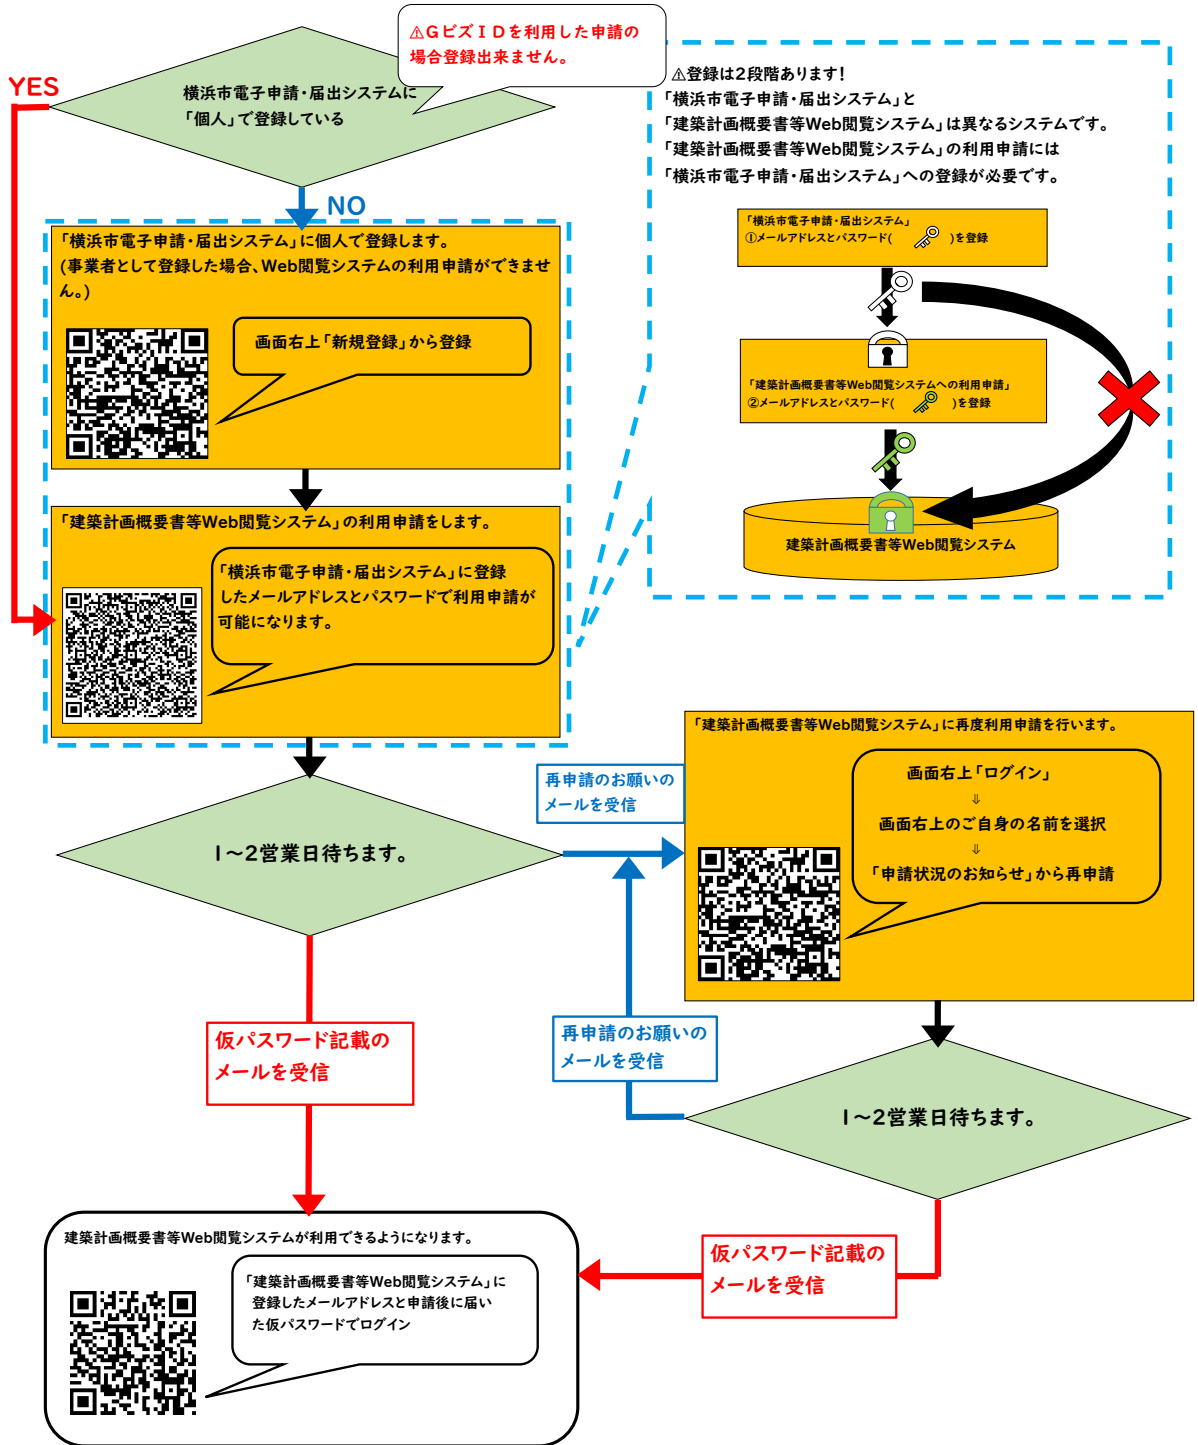 ⚠GビズIDを利用した申請の
場合登録出来ません。
YES
横浜市電子申請・届出システムに
「個人」で登録している
NO
「横浜市電子申請・届出システム」に個人で登録します。
(事業者として登録した場合、Web閲覧システムの利用申請ができませ
ん。)
画面右上「新規登録」から登録
「建築計画概要書等Web閲覧システム」の利用申請をします。
「横浜市電子申請・届出システム」に登録
したメールアドレスとパスワードで利用申請が
可能になります。
⚠登録は2段階あります!
「横浜市電子申請・届出システム」と
「建築計画概要書等Web閲覧システム」は異なるシステムです。
「建築計画概要書等Web閲覧システム」の利用申請には
「横浜市電子申請・届出システム」への登録が必要です。
「横浜市電子申請・届出システム」
①メールアドレスとパスワード( )を登録
「建築計画概要書等Web閲覧システムへの利用申請」
②メールアドレスとパスワード( )を登録
建築計画概要書等Web閲覧システム
1~2営業日待ちます。
再申請のお願いの
メールを受信
「建築計画概要書等Web閲覧システム」に再度利用申請を行います。
画面右上「ログイン」
⇓
画面右上のご自身の名前を選択
⇓
「申請状況のお知らせ」から再申請
仮パスワード記載の
メールを受信
再申請のお願いの
メールを受信
1~2営業日待ちます。
仮パスワード記載の
メールを受信
建築計画概要書等Web閲覧システムが利用できるようになります。
「建築計画概要書等Web閲覧システム」に
登録したメールアドレスと申請後に届い
た仮パスワードでログイン